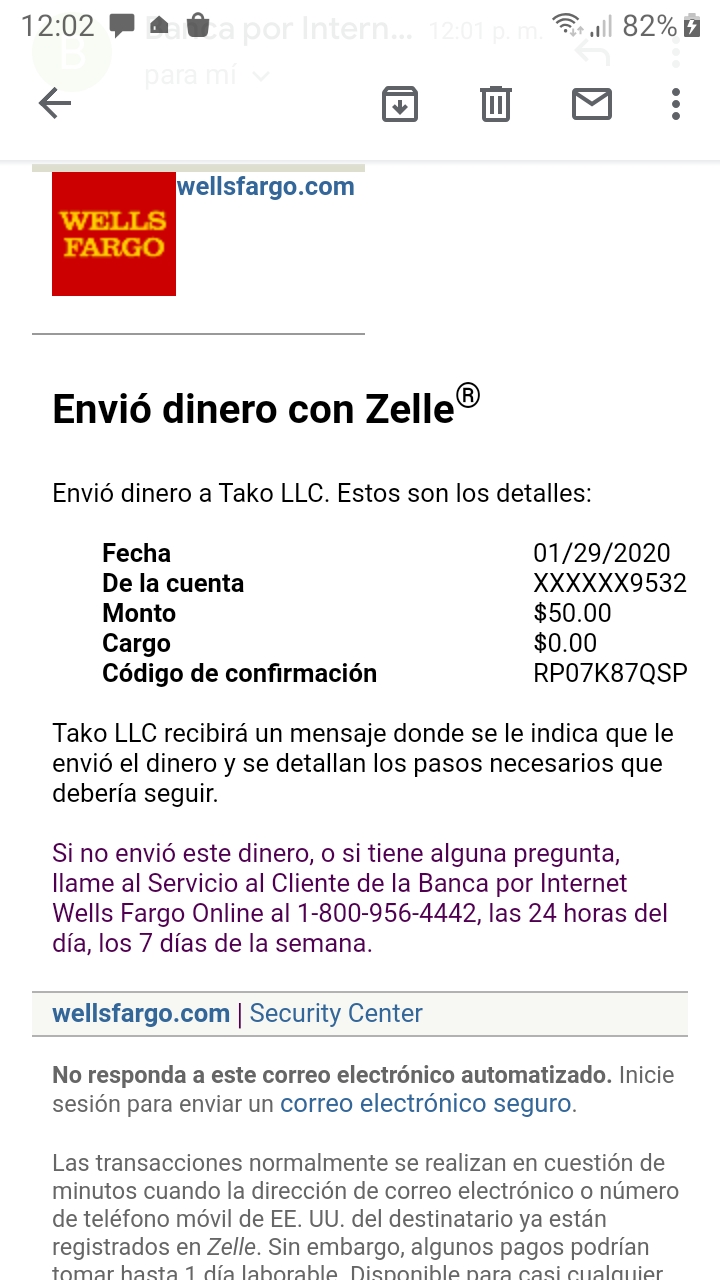 12:02 82%
Banca por Intern... 12:01 p. m.
B
para mí
wellsfargo.com
WELLS
FARGO
Envió dinero con Zelle®
Envió dinero a Tako LLC. Estos son los detalles:
Fecha 01/29/2020
De la cuenta XXXXXX9532
Monto $50.00
Cargo $0.00
Código de confirmación RP07K87QSP
Tako LLC recibirá un mensaje donde se le indica que le
envió el dinero y se detallan los pasos necesarios que
debería seguir.
Si no envió este dinero, o si tiene alguna pregunta,
llame al Servicio al Cliente de la Banca por Internet
Wells Fargo Online al 1-800-956-4442, las 24 horas del
día, los 7 días de la semana.
wellsfargo.com | Security Center
No responda a este correo electrónico automatizado. Inicie
sesión para enviar un correo electrónico seguro.
Las transacciones normalmente se realizan en cuestión de
minutos cuando la dirección de correo electrónico o número
de teléfono móvil de EE. UU. del destinatario ya están
registrados en Zelle. Sin embargo, algunos pagos podrían
tomar hasta 1 día laborable. Disponible para casi cualquier